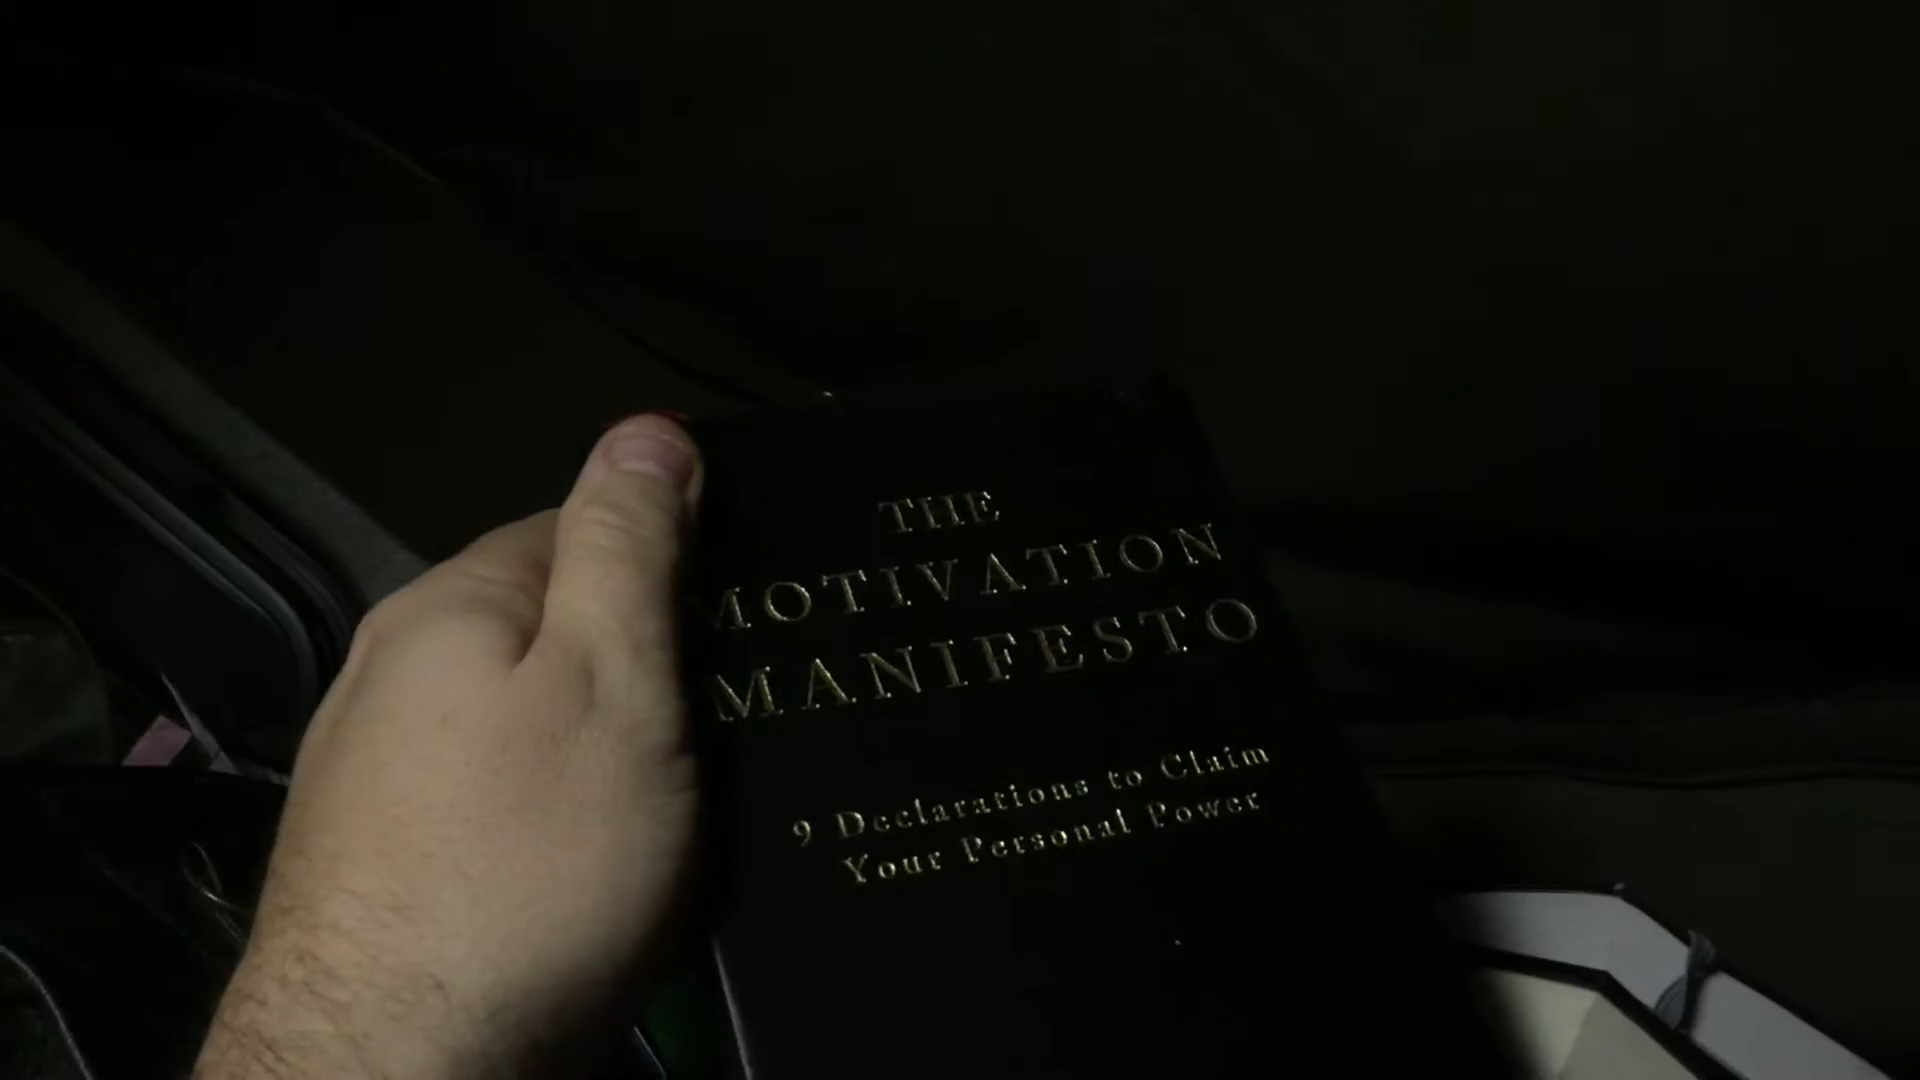 THE
MOTIVATION
MANIFESTO
9 Declarations to Claim
Your Personal Power